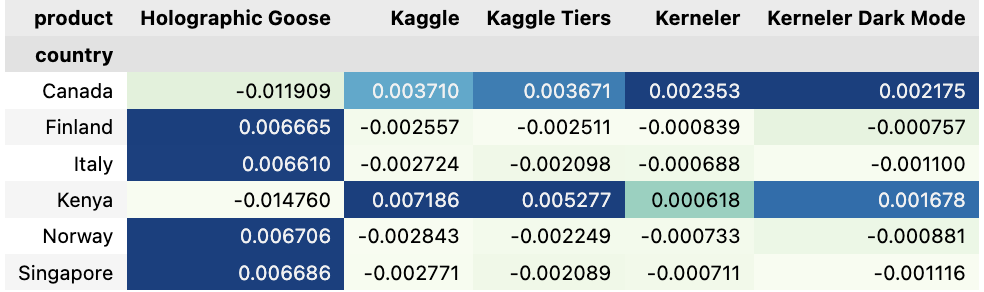 product Holographic Goose Kaggle Kaggle Tiers Kerneler Kerneler Dark Mode
country
Canada -0.011909 0.003710 0.003671 0.002353 0.002175
Finland 0.006665 -0.002557 -0.002511 -0.000839 -0.000757
Italy 0.006610 -0.002724 -0.002098 -0.000688 -0.001100
Kenya -0.014760 0.007186 0.005277 0.000618 0.001678
Norway 0.006706 -0.002843 -0.002249 -0.000733 -0.000881
Singapore 0.006686 -0.002771 -0.002089 -0.000711 -0.001116